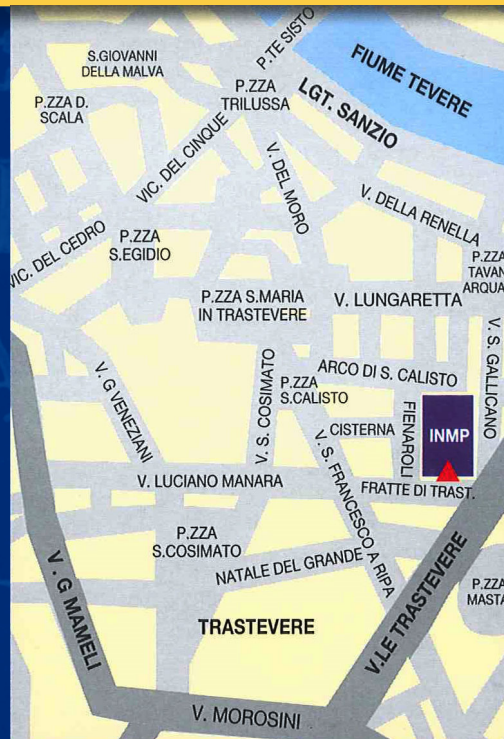 P.TE SISTO
FIUME TEVERE
S.GIOVANNI
DELLA MALVA
P.ZZA
TRILUSSA
LGT. SANZIO
P.ZZA D.
SCALA
VIC. DEL CINQUE
V. DEL MORO
V. DELLA RENELLA
VIC. DEL CEDRO
P.ZZA
S.EGIDIO
P.ZZA
TAVAN
ARQUA
P.ZZA S.MARIA
IN TRASTEVERE
V. LUNGARETTA
V. S. GALLICANO
V. G VENEZIANI
V. S. COSIMATO
P.ZZA
S.CALISTO
ARCO DI S. CALISTO
CISTERNA
FIENAROLI
INMP
V. LUCIANO MANARA
V. S. FRANCESCO A RIPA
FRATTE DI TRAST.
P.ZZA
S.COSIMATO
NATALE DEL GRANDE
V . G MAMELI
TRASTEVERE
V.LE TRASTEVERE
P.ZZA
MASTA
V. MOROSINI